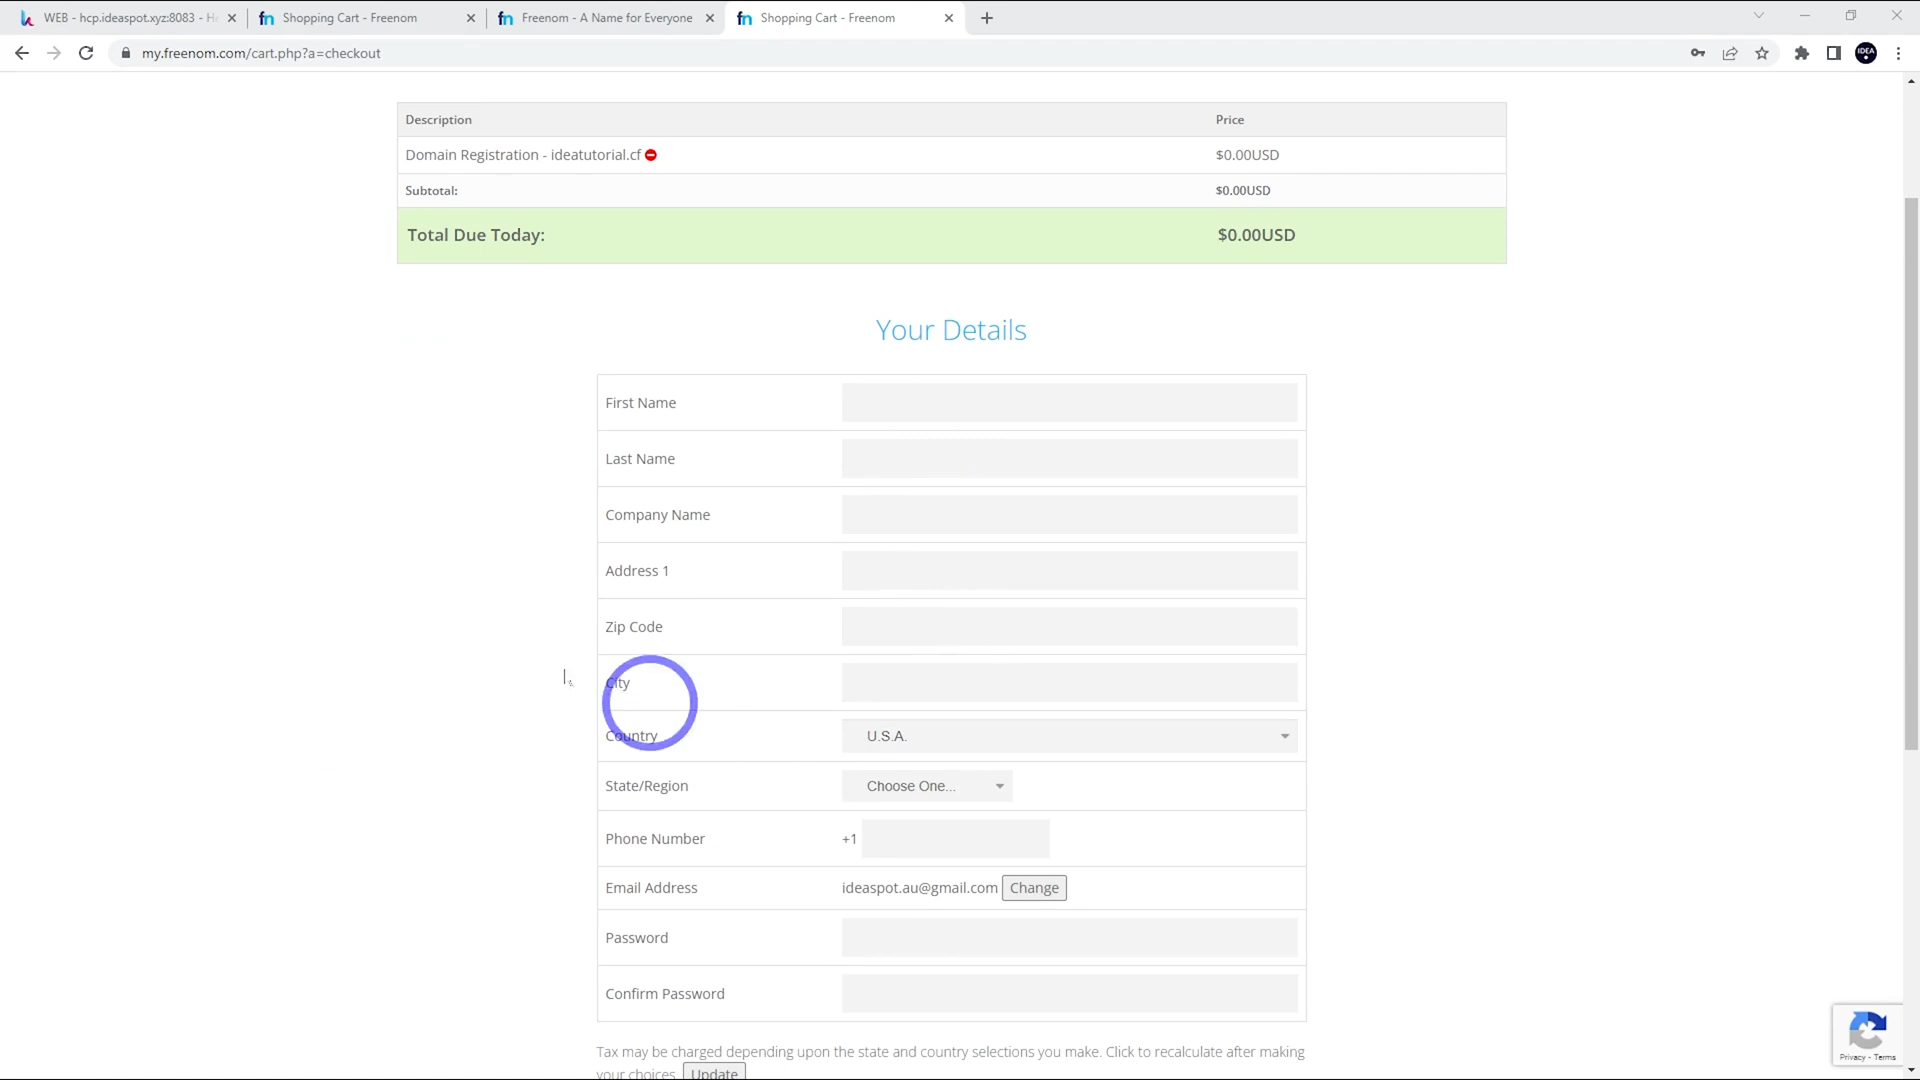 WEB - hcp.ideaspot.xyz:8083 - He
Shopping Cart - Freenom
Freenom - A Name for Everyone
Shopping Cart - Freenom
my.freenom.com/cart.php?a=checkout
IDEA
Description Price
Domain Registration - ideatutorial.cf $0.00USD
Subtotal: $0.00USD
Total Due Today: $0.00USD
Your Details
First Name
Last Name
Company Name
Address 1
Zip Code
City
Country U.S.A.
State/Region Choose One...
Phone Number +1
Email Address ideaspot.au@gmail.com Change
Password
Confirm Password
Privacy - Terms
Tax may be charged depending upon the state and country selections you make. Click to recalculate after making
your choices. Update